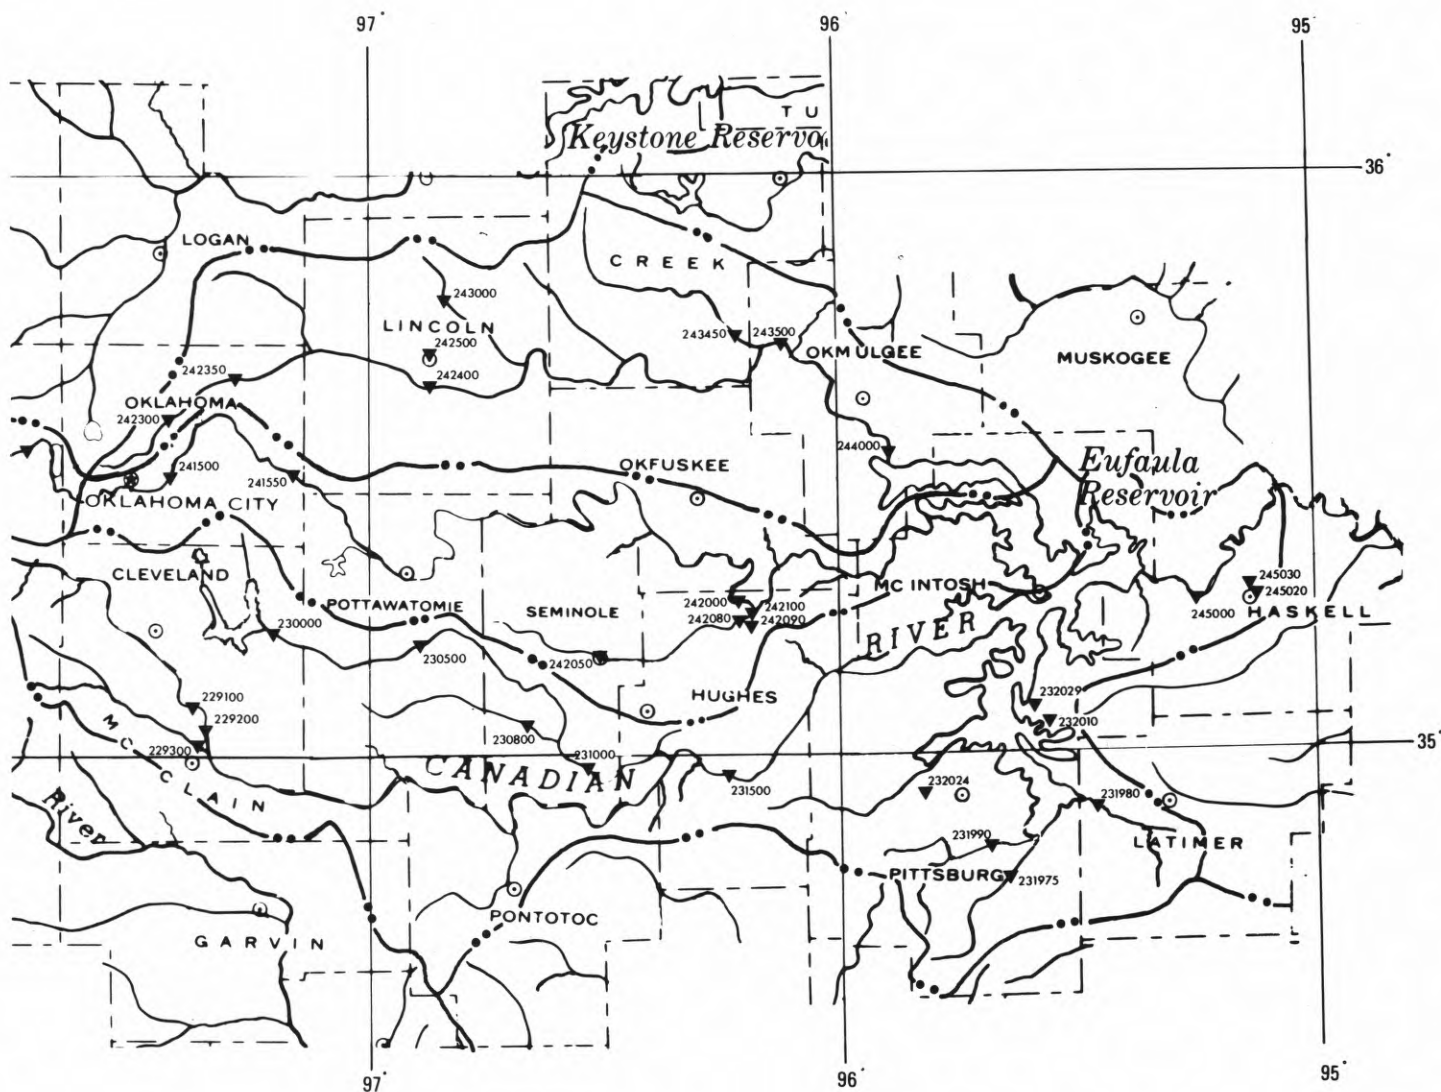 97°
96
95°
T U
Keystone Reservo
36°
LOGAN
CREEK
243000
LINCOLN
243450
243500
242500
OKMULGEE
MUSKOGEE
242350
242400
OKLAHOMA
242300
244000
OKFUSKEE
Eufaula
Reservoir
241500
241550
OKLAHOMA CITY
CLEVELAND
245030
MC INTOSH
245020
POTTAWATOMIE
SEMINOLE
242000
242100
245000
HASKELL
242080
242090
230000
RIVER
230500
242050
HUGHES
232029
229100
232010
229200
230800
MC CLAIN
229300
231000
35°
CANADIAN
231500
232024
231980
River
231990
LATIMER
PITTSBURG
231975
PONTOTOC
GARVIN
97°
96°
95°